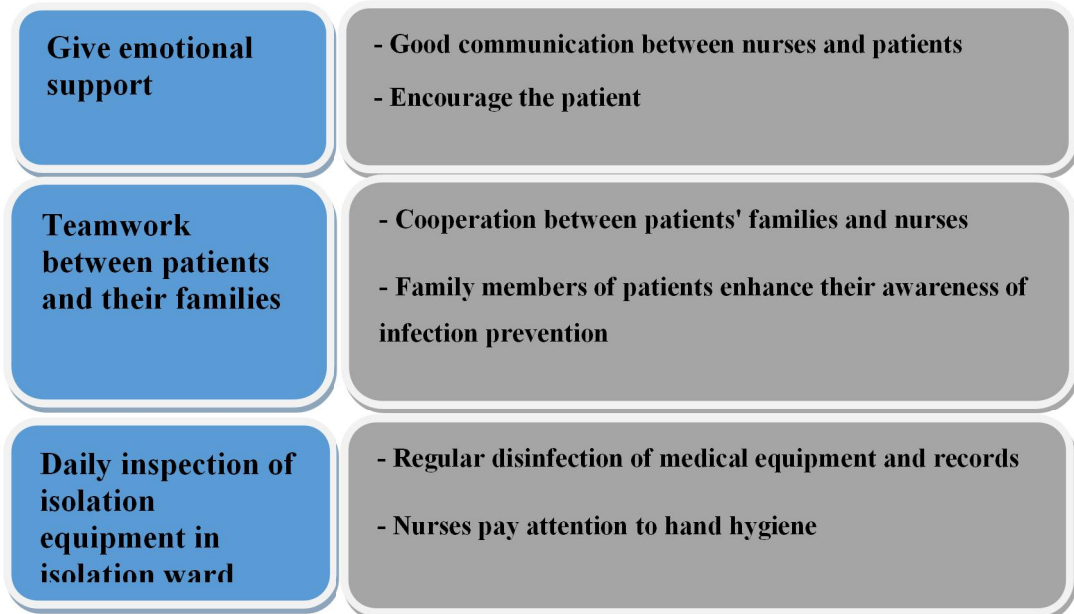 Give emotional
support
- Good communication between nurses and patients
- Encourage the patient
Teamwork
between patients
and their families
- Cooperation between patients' families and nurses
- Family members of patients enhance their awareness of
infection prevention
Daily inspection of
isolation
equipment in
isolation ward
- Regular disinfection of medical equipment and records
- Nurses pay attention to hand hygiene